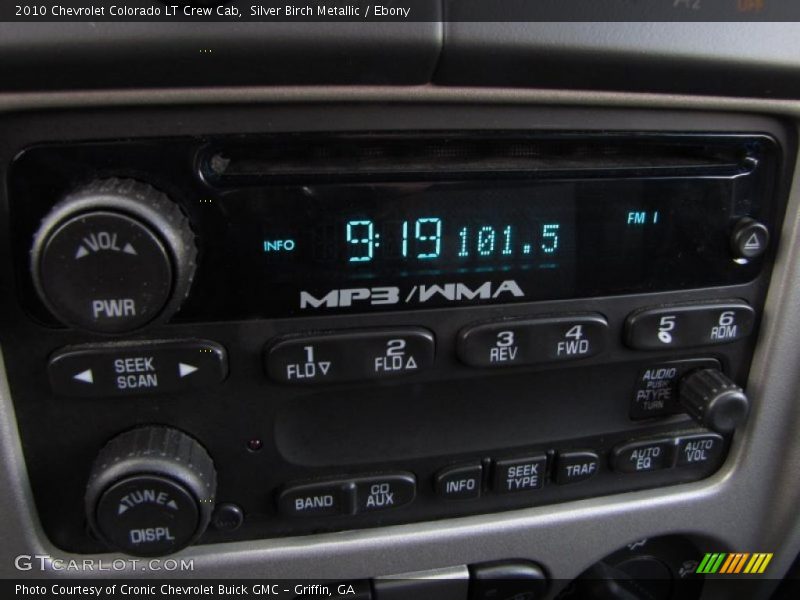 2010 Chevrolet Colorado LT Crew Cab,  Silver Birch Metallic / Ebony
OFF
VOL
PWR
INFO
9:19 101.5
FM 1
MP3/WMA
SEEK
SCAN
1
FLD
2
FLD
3
REV
4
FWD
5
6
RDM
AUDIO
PUSH
P-TYPE
TURN
TUNE
DISPL
BAND
CD
AUX
INFO
SEEK
TYPE
TRAF
AUTO
EQ
AUTO
VOL
GTCARLOT.COM
Photo Courtesy of Cronic Chevrolet Buick GMC – Griffin, GA